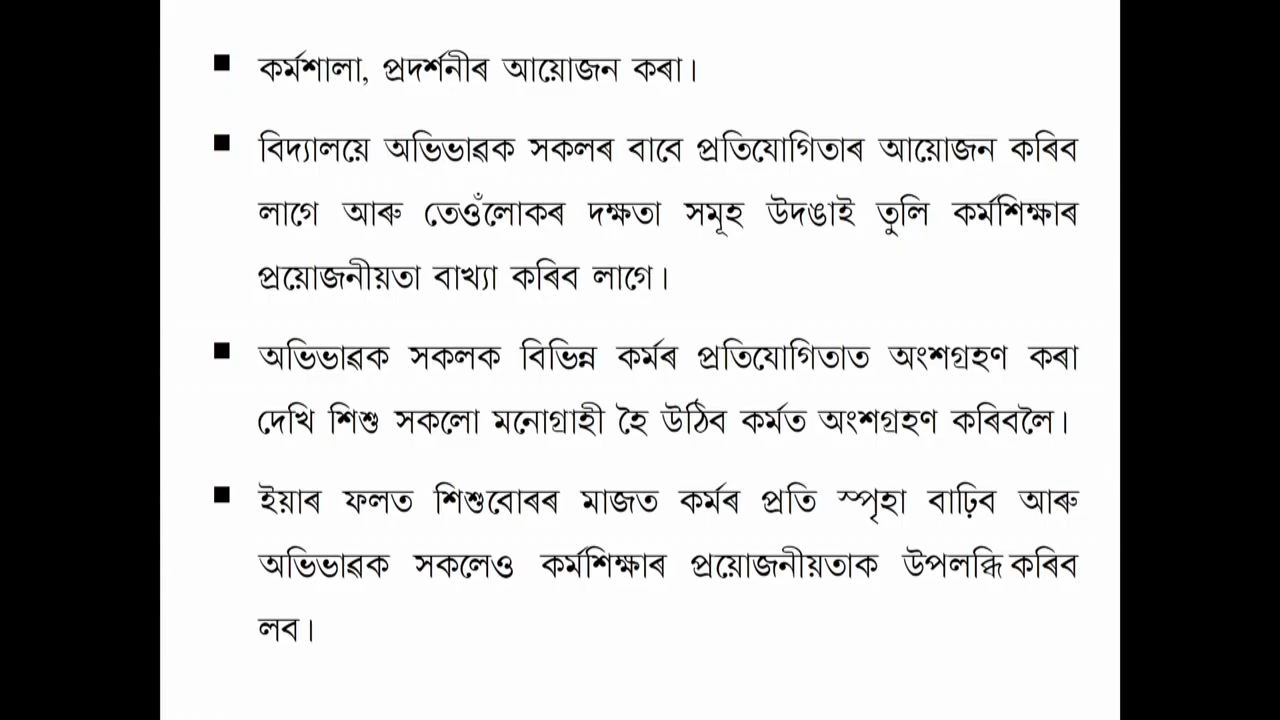 ▪ কৰ্মশালা, প্ৰদৰ্শনীৰ আয়োজন কৰা।
▪ বিদ্যালয়ে অভিভাৱক সকলৰ বাবে প্ৰতিযোগিতাৰ আয়োজন কৰিব
লাগে আৰু তেওঁলোকৰ দক্ষতা সমূহ উদঙাই তুলি কৰ্মশিক্ষাৰ
প্ৰয়োজনীয়তা বাখ্যা কৰিব লাগে।
▪ অভিভাৱক সকলক বিভিন্ন কৰ্মৰ প্ৰতিযোগিতাত অংশগ্ৰহণ কৰা
দেখি শিশু সকলো মনোগ্ৰাহী হৈ উঠিব কৰ্মত অংশগ্ৰহণ কৰিবলৈ।
▪ ইয়াৰ ফলত শিশুবোৰৰ মাজত কৰ্মৰ প্ৰতি স্পৃহা বাঢ়িব আৰু
অভিভাৱক সকলেও কৰ্মশিক্ষাৰ প্ৰয়োজনীয়তাক উপলব্ধি কৰিব
লব।